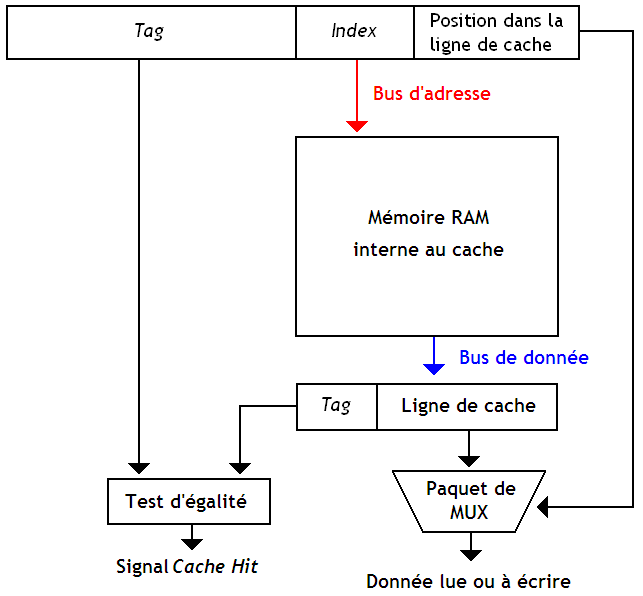 Tag
Index
Position dans la
ligne de cache
Bus d'adresse
Mémoire RAM
interne au cache
Bus de donnée
Tag
Ligne de cache
Test d'égalité
Paquet de
MUX
Signal Cache Hit
Donnée lue ou à écrire